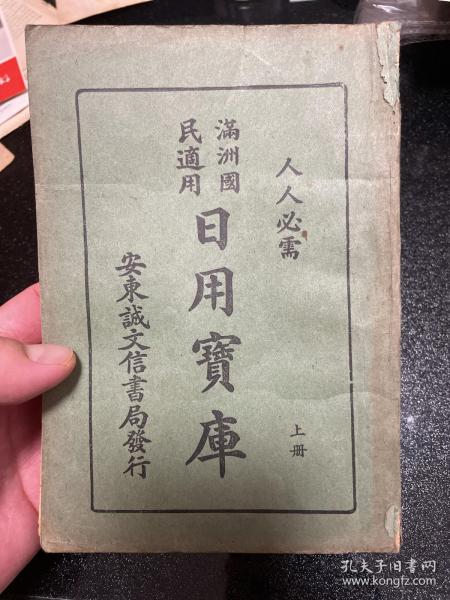 人人必需
滿洲國
民適用
日用寶庫
上册
安東誠文信書局發行
孔夫子旧书网
www.kongfz.com